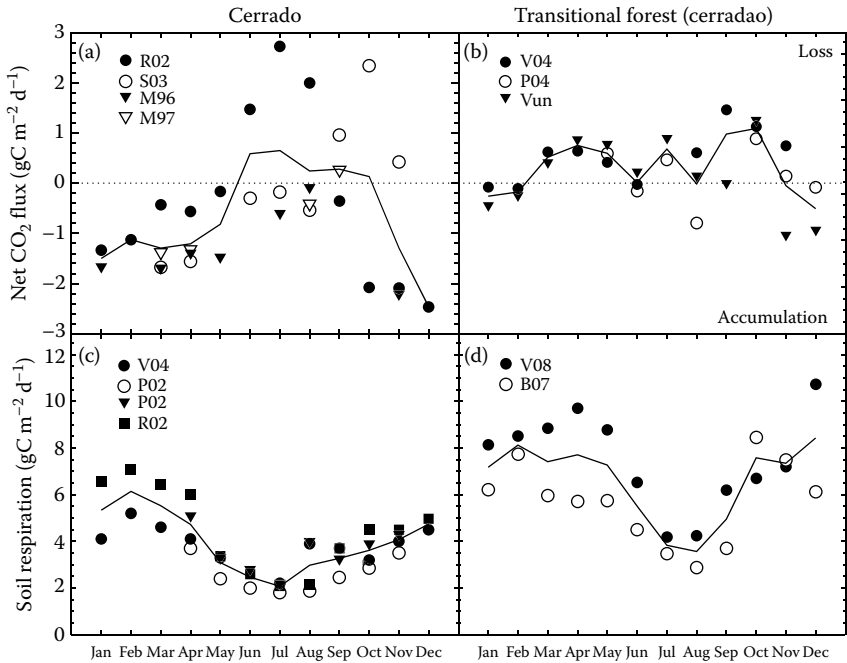 Cerrado
Transitional forest (cerradao)
(a)
R02
S03
M96
M97
(b)
V04
P04
Vun
Loss
Accumulation
Net CO2 flux (gC m−2 d−1)
3
2
1
0
−1
−2
−3
(c)
V04
P02
P02
R02
(d)
V08
B07
Soil respiration (gC m−2 d−1)
12
10
8
6
4
2
0
Jan Feb Mar Apr May Jun Jul Aug Sep Oct Nov Dec
Jan Feb Mar Apr May Jun Jul Aug Sep Oct Nov Dec